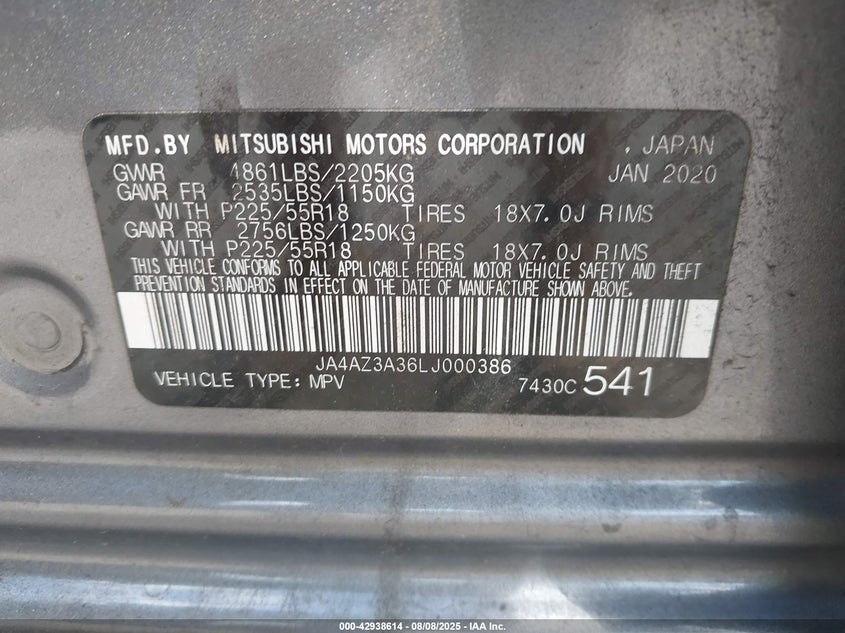 MFD.BY MITSUBISHI MOTORS CORPORATION , JAPAN
GVWR 4861LBS/2205KG JAN 2020
GAWR FR 2535LBS/1150KG
WITH P225/55R18 TIRES 18X7.0J RIMS
GAWR RR 2756LBS/1250KG
WITH P225/55R18 TIRES 18X7.0J RIMS
THIS VEHICLE CONFORMS TO ALL APPLICABLE FEDERAL MOTOR VEHICLE SAFETY AND THEFT
PREVENTION STANDARDS IN EFFECT ON THE DATE OF MANUFACTURE SHOWN ABOVE.
JA4AZ3A36LJ000386
VEHICLE TYPE: MPV 7430C 541
000-42938614 - 08/08/2025 - IAA Inc.